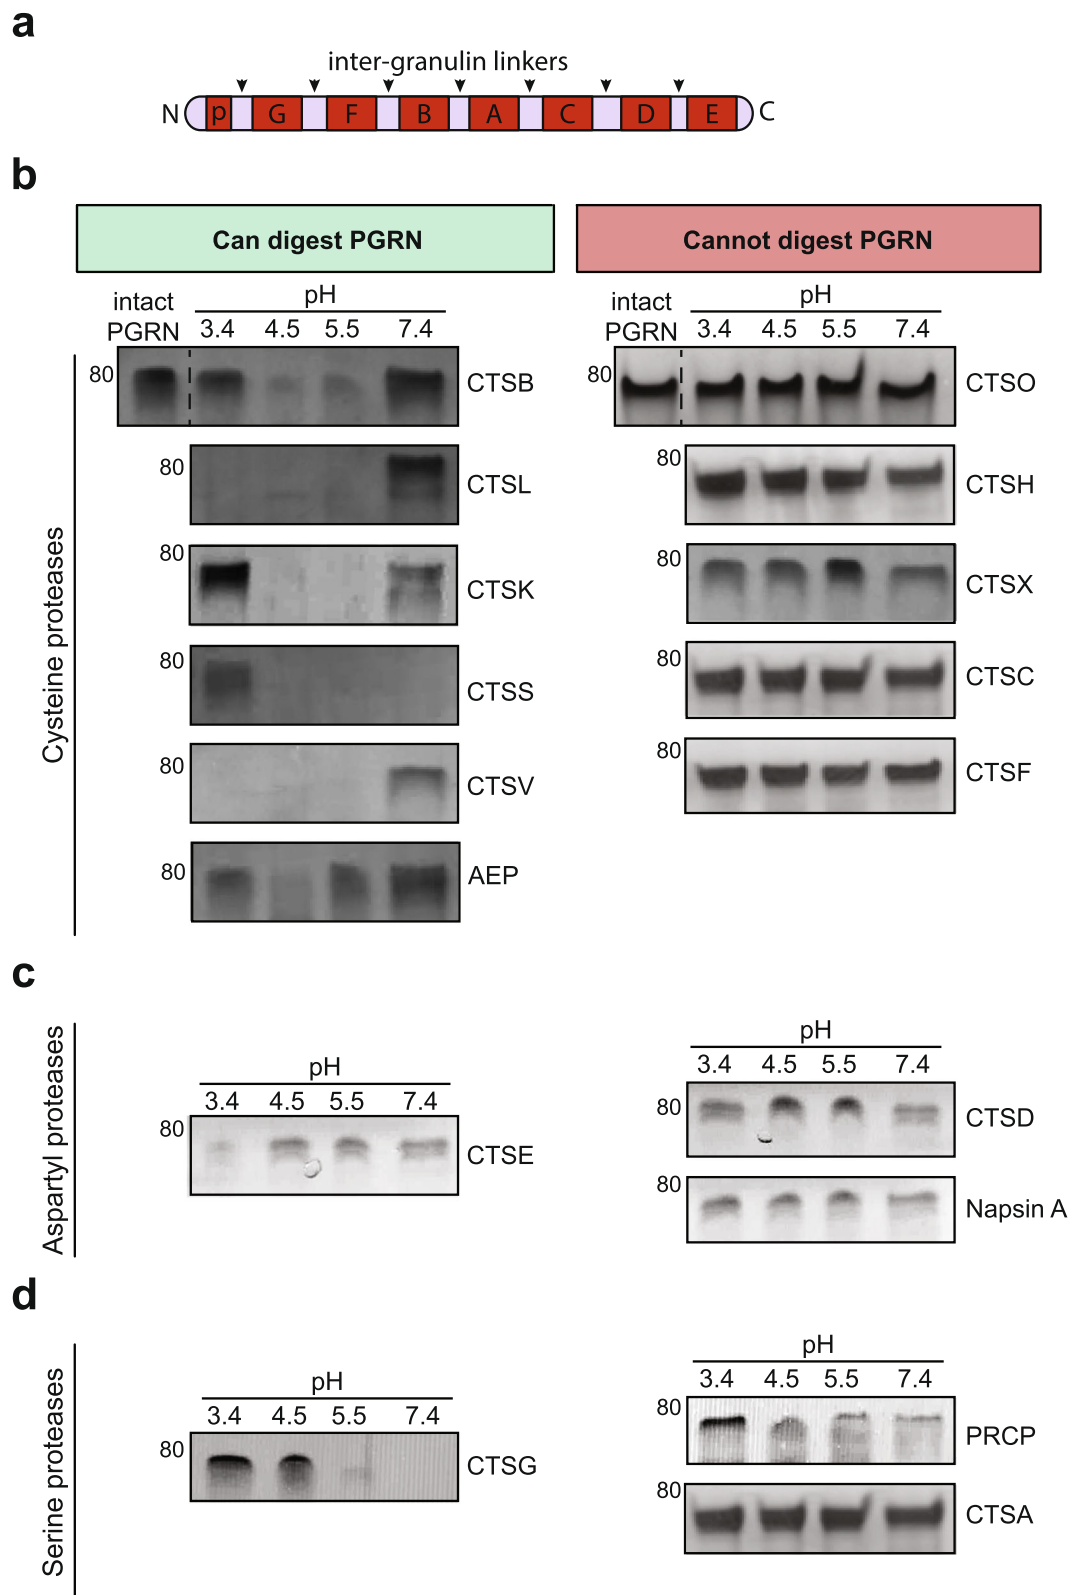 a
inter-granulin linkers
N p G F B A C D E C
b
Can digest PGRN
Cannot digest PGRN
intact PGRN
pH
3.4 4.5 5.5 7.4
intact PGRN
pH
3.4 4.5 5.5 7.4
Cysteine proteases
80 CTSB
80 CTSO
80 CTSL
80 CTSH
80 CTSK
80 CTSX
80 CTSS
80 CTSC
80 CTSV
80 CTSF
80 AEP
c
Aspartyl proteases
pH
3.4 4.5 5.5 7.4
80 CTSE
pH
3.4 4.5 5.5 7.4
80 CTSD
80 Napsin A
d
Serine proteases
pH
3.4 4.5 5.5 7.4
80 CTSG
pH
3.4 4.5 5.5 7.4
80 PRCP
80 CTSA